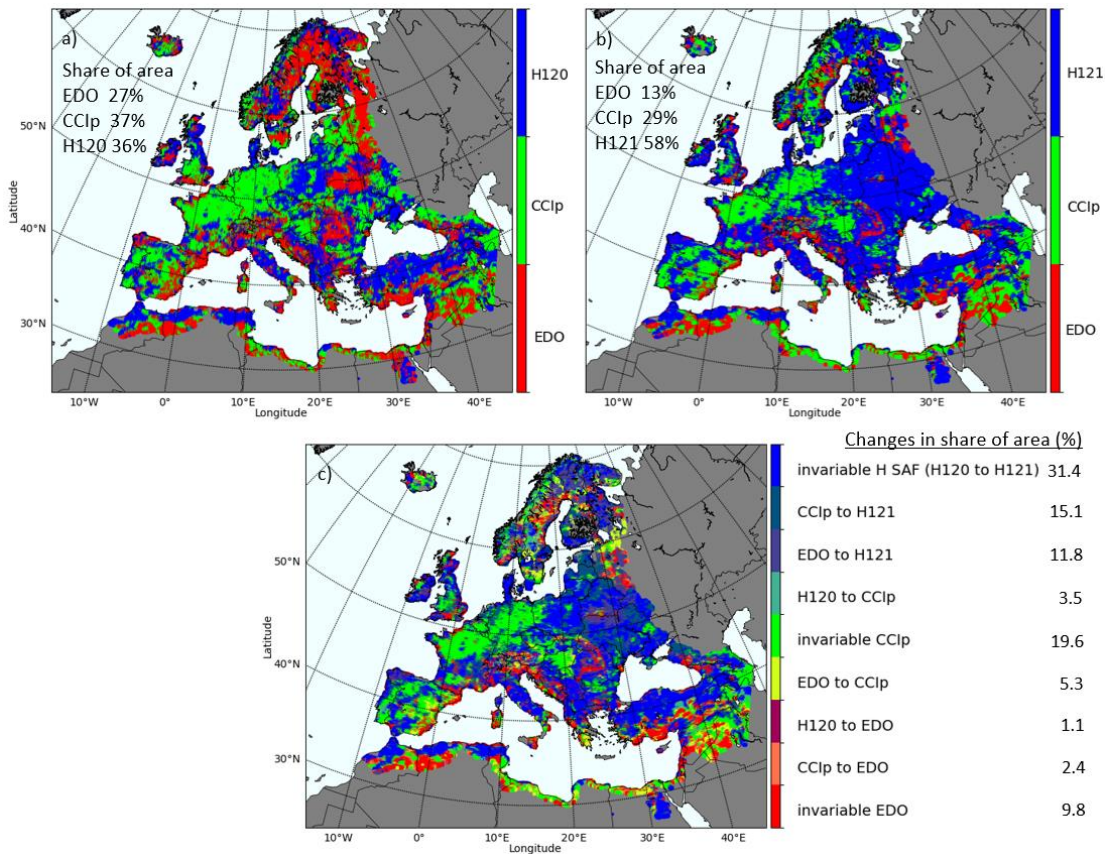 a)
Share of area
EDO 27%
CCIp 37%
H120 36%
50°N
40°N
30°N
Latitude
10°W
0°
10°E
20°E
30°E
40°E
Longitude
H120
CCIp
EDO
b)
Share of area
EDO 13%
CCIp 29%
H121 58%
10°W
0°
10°E
20°E
30°E
40°E
Longitude
H121
CCIp
EDO
c)
50°N
40°N
30°N
Latitude
10°W
0°
10°E
20°E
30°E
40°E
Longitude
Changes in share of area (%)
invariable H SAF (H120 to H121) 31.4
CCIp to H121 15.1
EDO to H121 11.8
H120 to CCIp 3.5
invariable CCIp 19.6
EDO to CCIp 5.3
H120 to EDO 1.1
CCIp to EDO 2.4
invariable EDO 9.8